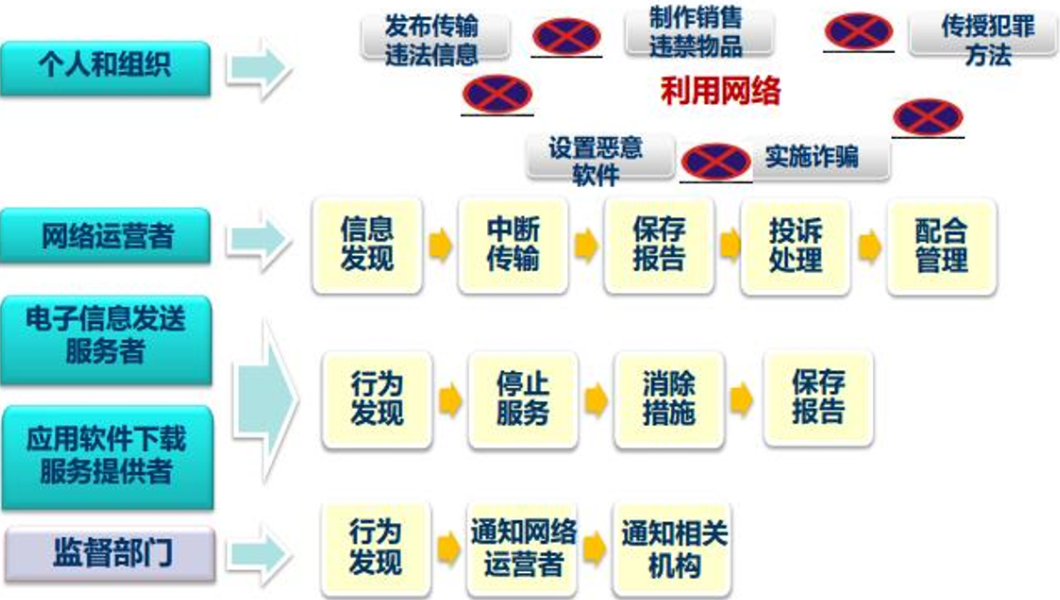 个人和组织
发布传输
违法信息
制作销售
违禁物品
传授犯罪
方法
利用网络
设置恶意
软件
实施诈骗
网络运营者
信息
发现
中断
传输
保存
报告
投诉
处理
配合
管理
电子信息发送
服务者
应用软件下载
服务提供者
行为
发现
停止
服务
消除
措施
保存
报告
监督部门
行为
发现
通知网络
运营者
通知相关
机构